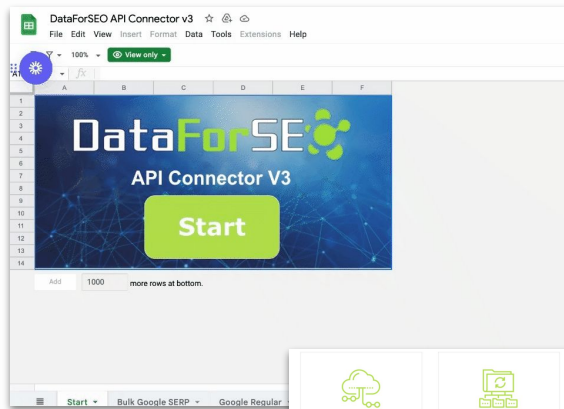 DataForSEO API Connector v3
File Edit View Insert Format Data Tools Extensions Help
100% View only
A1 fx
A B C D E F
1
2
3
4
5
6
7
8
9
10
11
12
13
14
DataForSEO
API Connector V3
Start
Add 1000 more rows at bottom.
Start Bulk Google SERP Google Regular